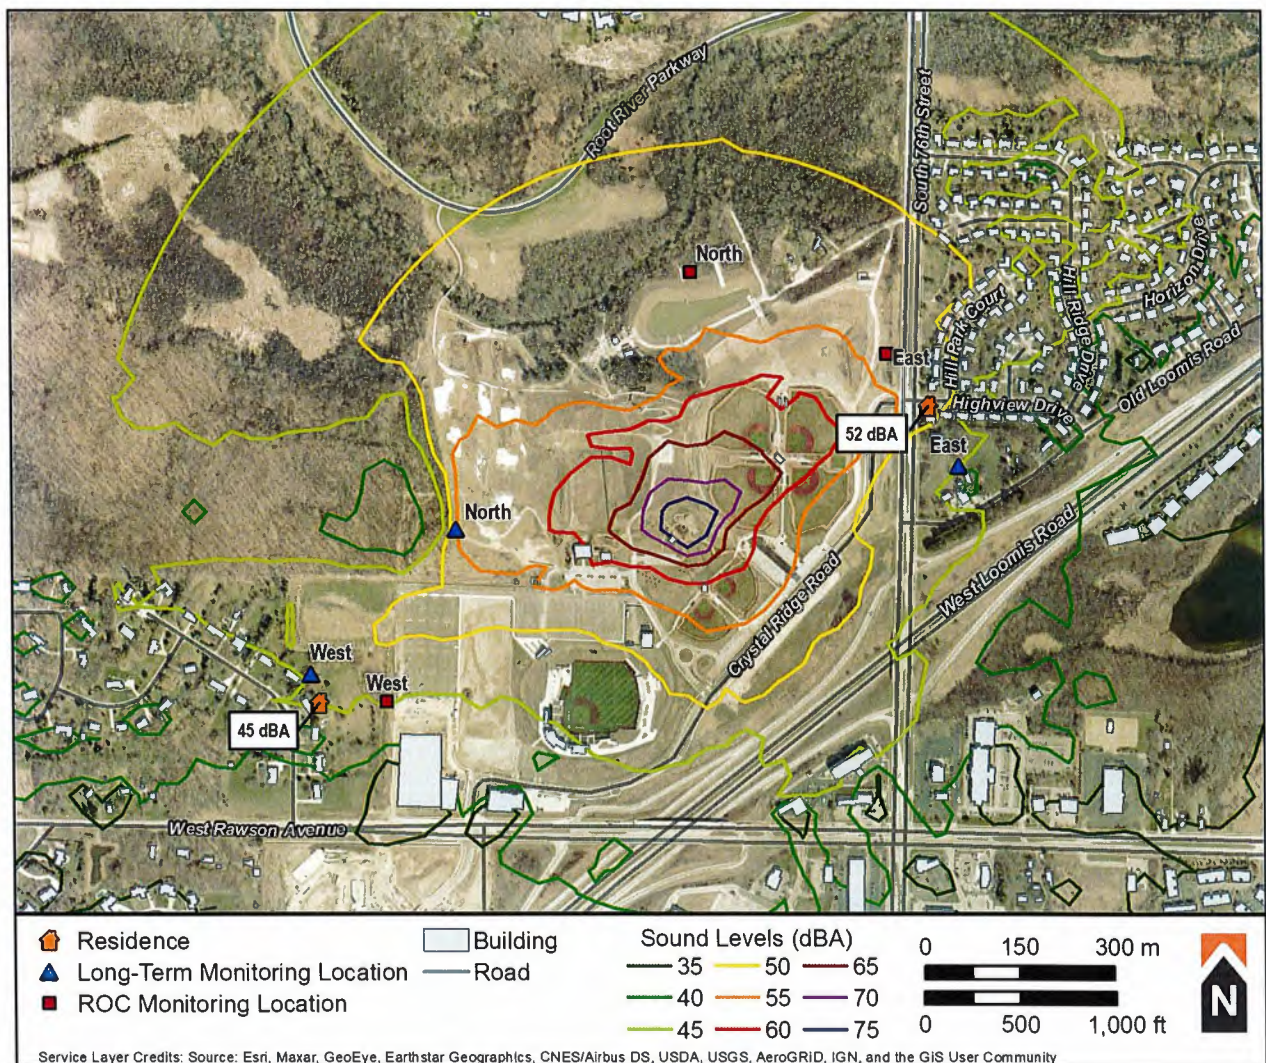 Root River Parkway
South 76th Street
North
East
Hill Park Court
Hill Ridge Drive
Horizon Drive
Old Loomis Road
Highview Drive
52 dBA
East
North
West Loomis Road
Crystal Ridge Road
West
West
45 dBA
West Rawson Avenue
Residence
Long-Term Monitoring Location
ROC Monitoring Location
Building
Road
Sound Levels (dBA)
35 50 65
40 55 70
45 60 75
0 150 300 m
0 500 1,000 ft
N
Service Layer Credits: Source: Esri, Maxar, GeoEye, Earthstar Geographics, CNES/Airbus DS, USDA, USGS, AeroGRID, IGN, and the GIS User Community